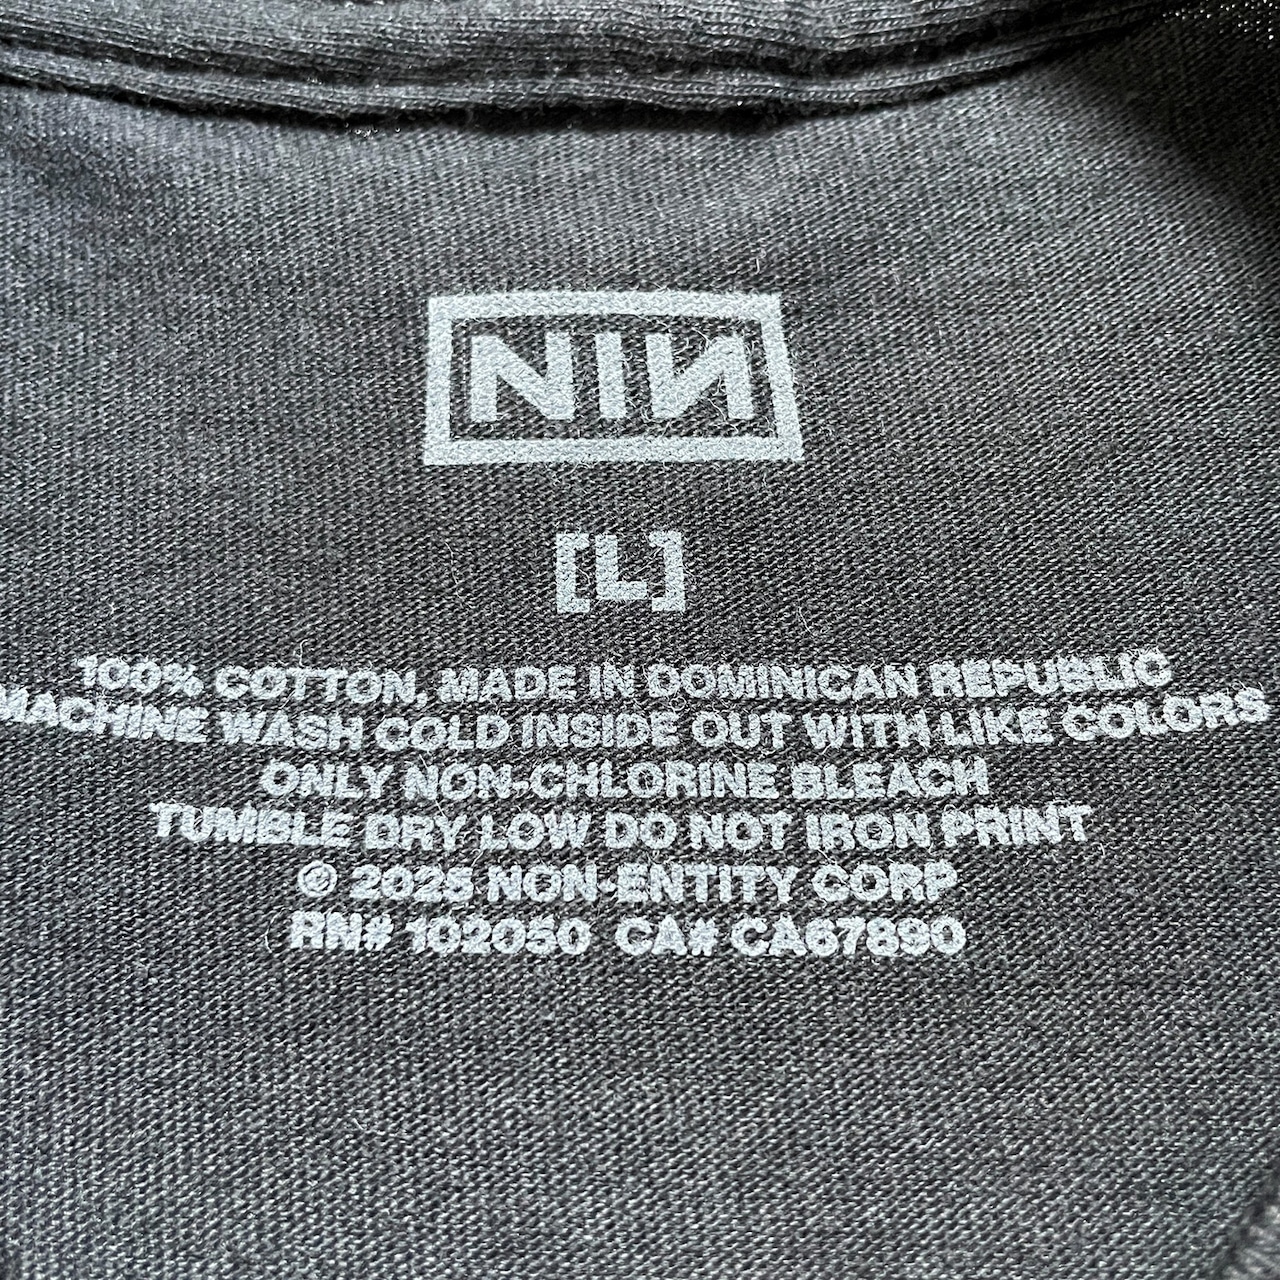 NIN
[L]
100% COTTON, MADE IN DOMINICAN REPUBLIC
MACHINE WASH COLD INSIDE OUT WITH LIKE COLORS
ONLY NON-CHLORINE BLEACH
TUMBLE DRY LOW DO NOT IRON PRINT
© 2025 NON-ENTITY CORP
RN# 102050 CA# CA67890